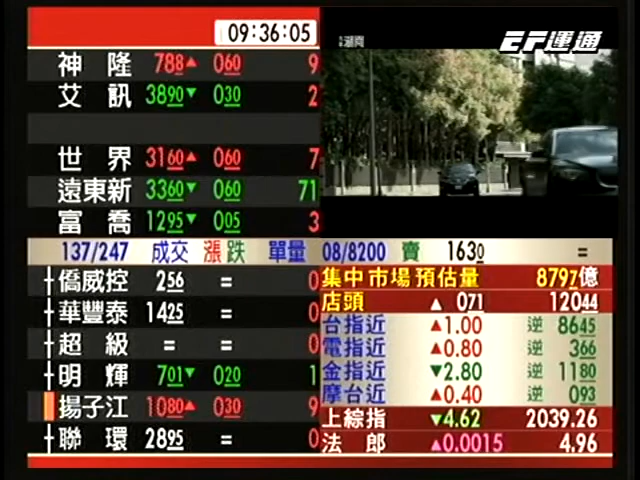 09:36:05
神隆 788▲ 060 9
艾訊 3890▼ 030 2
世界 3160▲ 060 7
遠東新 3360▼ 060 71
富喬 1295▼ 005 3
EF運通
137/247 成交 漲跌 單量 08/8200 賣 1630 =
僑威控 256 = 0
華豐泰 1425 = 0
超級 = = 0
明輝 701▼ 020 1
揚子江 1080▲ 030 9
聯環 2895 = 0
集中市場預估量 8797億
店頭 ▲ 071 12044
台指近 ▲1.00 逆 8645
電指近 ▲0.80 逆 366
金指近 ▼2.80 逆 1180
摩台近 ▲0.40 逆 093
上綜指 ▼4.62 2039.26
法郎 ▲0.0015 4.96